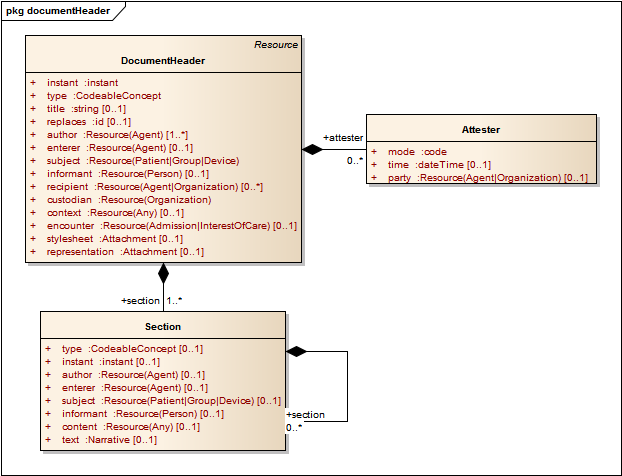 pkg documentHeader
Resource
DocumentHeader
+ instant :instant
+ type :CodeableConcept
+ title :string [0..1]
+ replaces :id [0..1]
+ author :Resource(Agent) [1..*]
+ enterer :Resource(Agent) [0..1]
+ subject :Resource(Patient|Group|Device)
+ informant :Resource(Person) [0..1]
+ recipient :Resource(Agent|Organization) [0..*]
+ custodian :Resource(Organization)
+ context :Resource(Any) [0..1]
+ encounter :Resource(Admission|InterestOfCare) [0..1]
+ stylesheet :Attachment [0..1]
+ representation :Attachment [0..1]
+attester
0..*
Attester
+ mode :code
+ time :dateTime [0..1]
+ party :Resource(Agent|Organization) [0..1]
+section 1..*
Section
+ type :CodeableConcept [0..1]
+ instant :instant [0..1]
+ author :Resource(Agent) [0..1]
+ enterer :Resource(Agent) [0..1]
+ subject :Resource(Patient|Group|Device) [0..1]
+ informant :Resource(Person) [0..1]
+ content :Resource(Any) [0..1]
+ text :Narrative [0..1]
+section
0..*